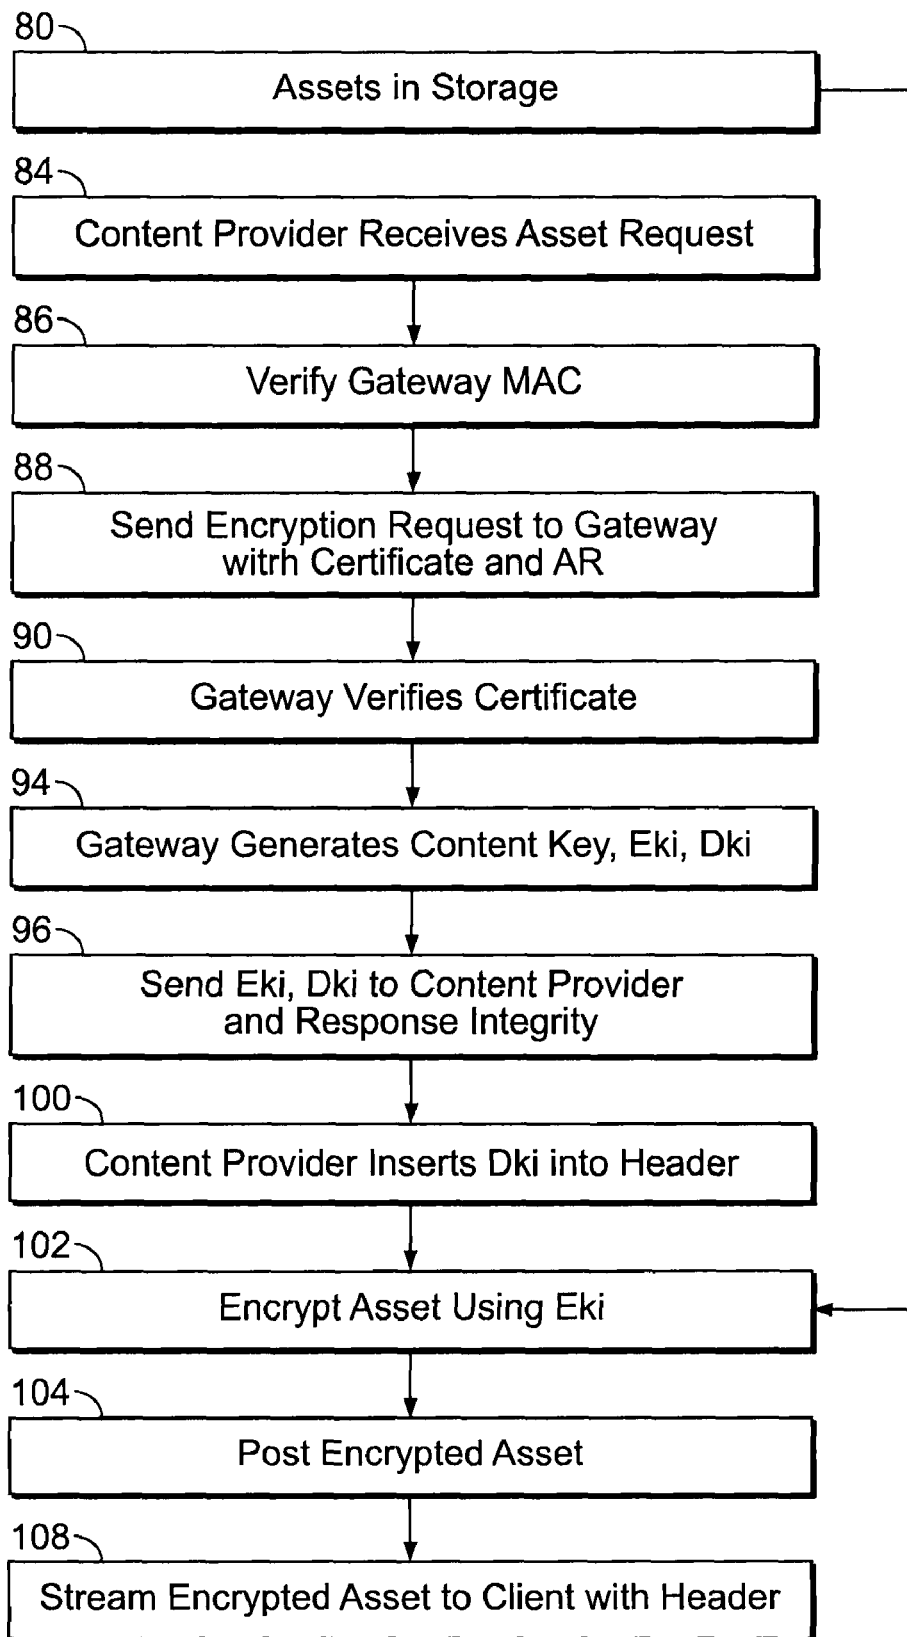 80
Assets in Storage
84
Content Provider Receives Asset Request
86
Verify Gateway MAC
88
Send Encryption Request to Gateway
witrh Certificate and AR
90
Gateway Verifies Certificate
94
Gateway Generates Content Key, Eki, Dki
96
Send Eki, Dki to Content Provider
and Response Integrity
100
Content Provider Inserts Dki into Header
102
Encrypt Asset Using Eki
104
Post Encrypted Asset
108
Stream Encrypted Asset to Client with Header